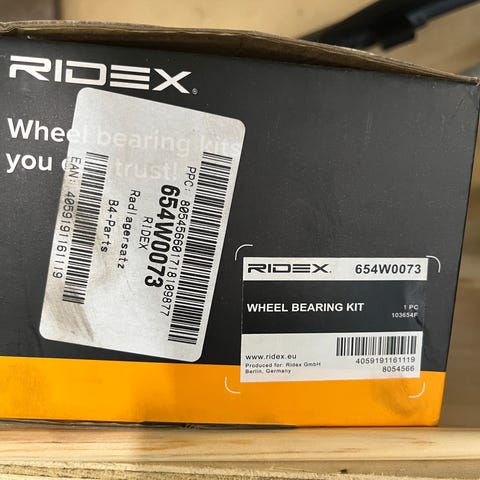 RIDEX
Wheel bearing kits
you can trust!
PPC: 805456601781109877
654W0073
RIDEX
Radlagersatz
B4-Parts
EAN: 4059191161119
RIDEX. 654W0073
WHEEL BEARING KIT
1 PC
103654F
www.ridex.eu
Produced for: Ridex GmbH
Berlin, Germany
4059191161119
8054566